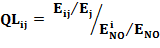 QL_ij = E_ij/E_j / E^i_NO/E_NO